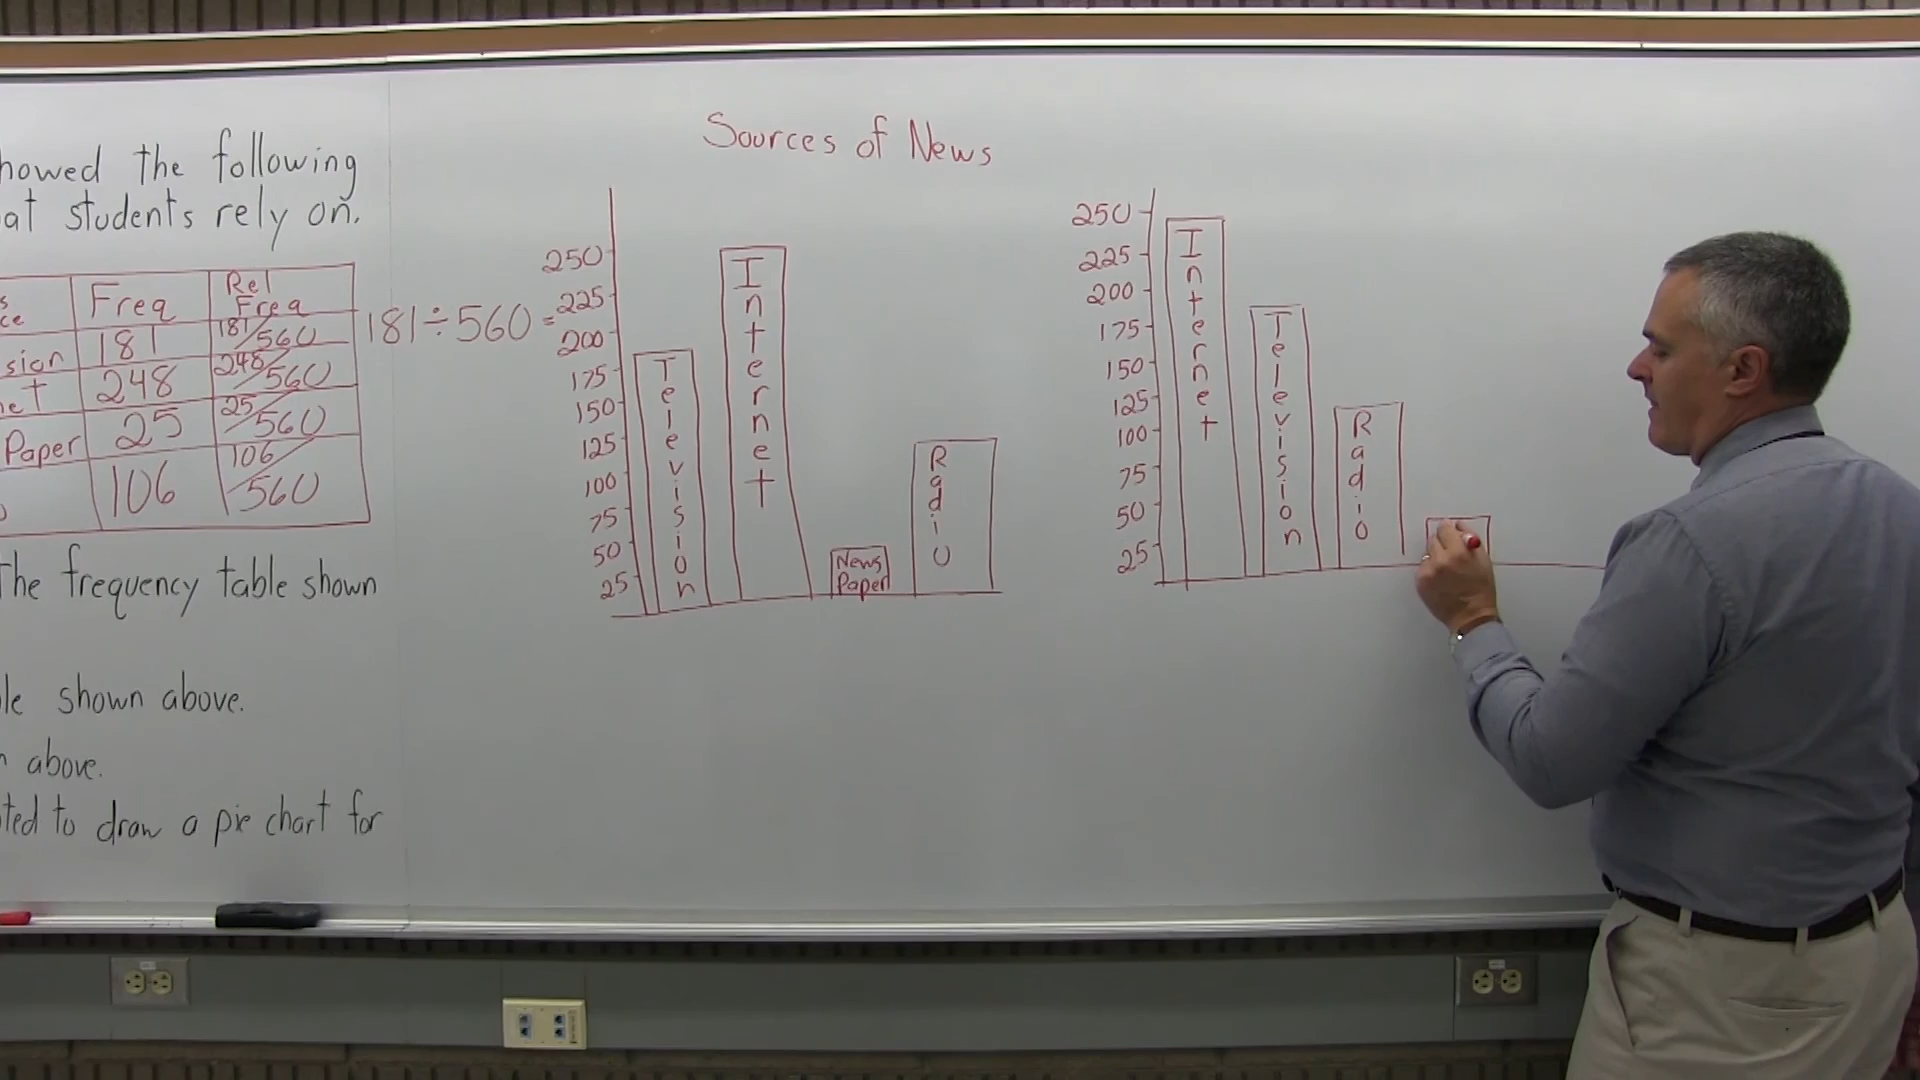 Sources of News
howed the following
at students rely on.
s
ce
Freq
Rel
Freq
sion
181
181/560
181÷560=
et
248
248/560
Paper
25
25/560
o
106
106/560
The frequency table shown
le shown above.
n above.
ted to draw a pie chart for
250
225
200
175
150
125
100
75
50
25
Television
Internet
News
Paper
Radio
250
225
200
175
150
125
100
75
50
25
Internet
Television
Radio